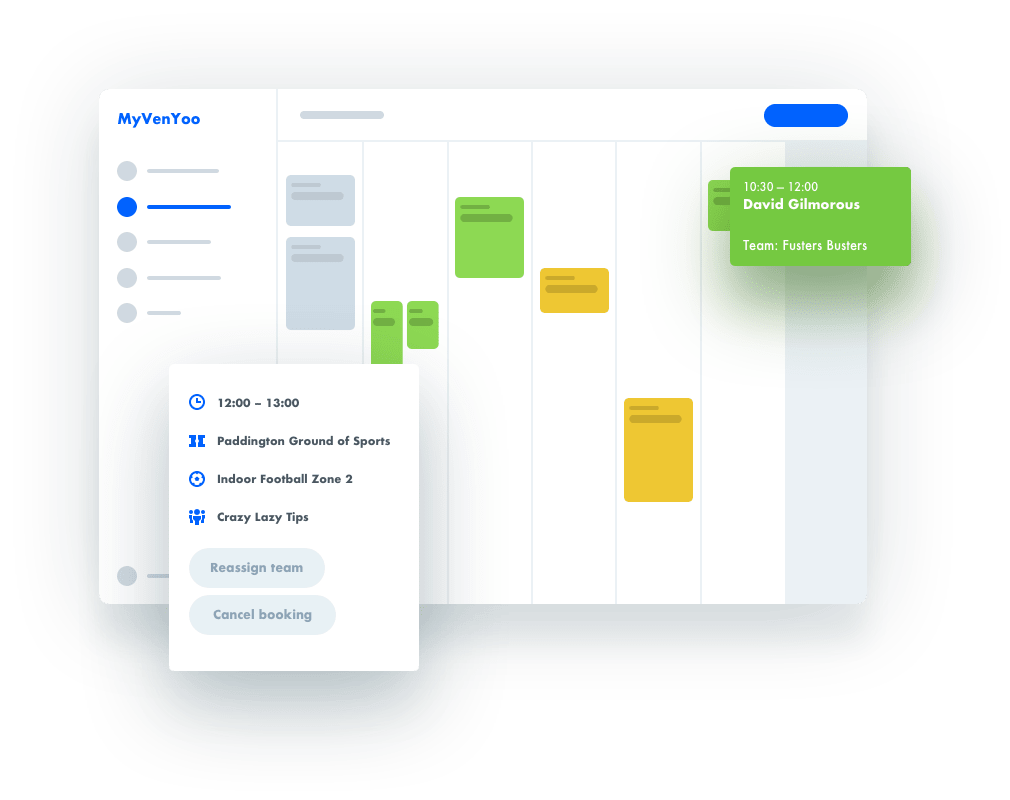 MyVenYoo
10:30 – 12:00
David Gilmorous
Team: Fusters Busters
12:00 – 13:00
Paddington Ground of Sports
Indoor Football Zone 2
Crazy Lazy Tips
Reassign team
Cancel booking